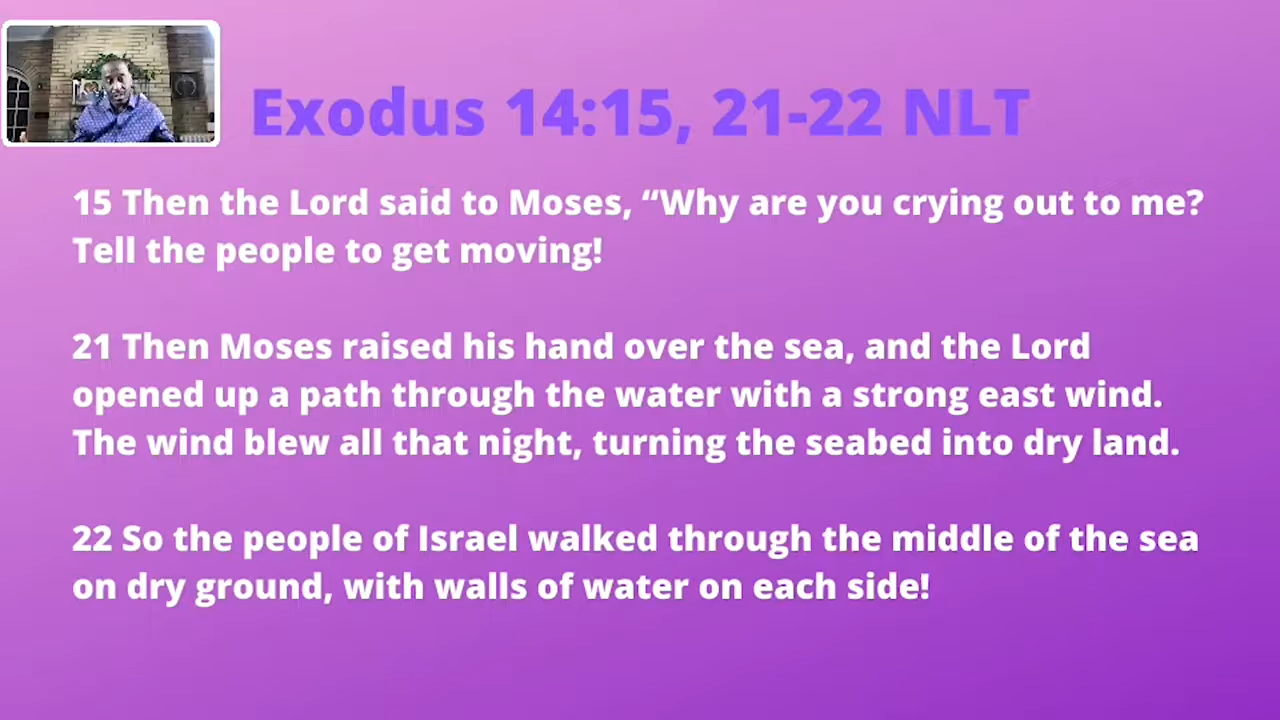 Exodus 14:15, 21-22 NLT
15 Then the Lord said to Moses, “Why are you crying out to me?
Tell the people to get moving!
21 Then Moses raised his hand over the sea, and the Lord
opened up a path through the water with a strong east wind.
The wind blew all that night, turning the seabed into dry land.
22 So the people of Israel walked through the middle of the sea
on dry ground, with walls of water on each side!